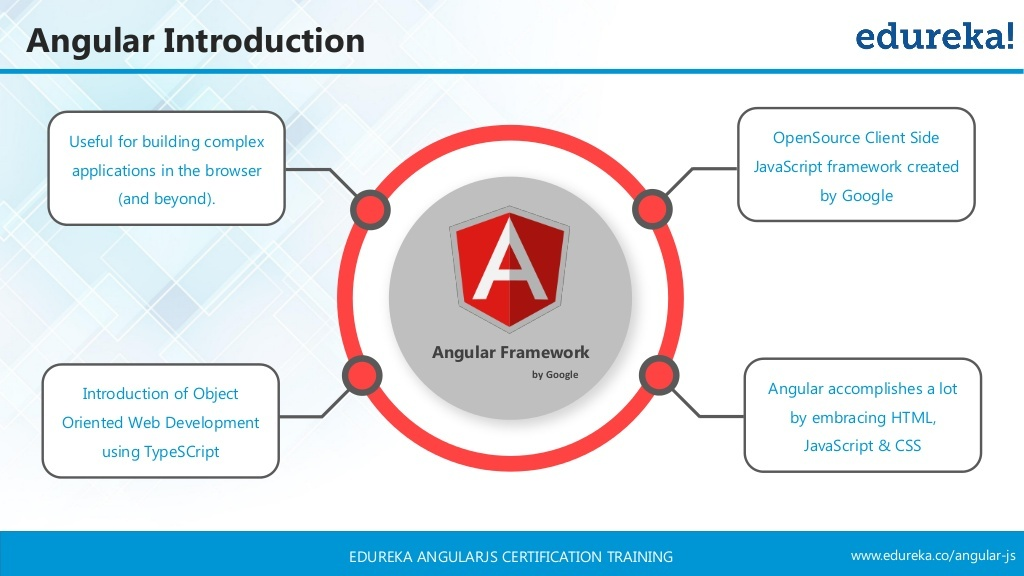 Angular Introduction
edureka!
Useful for building complex
applications in the browser
(and beyond).
OpenSource Client Side
JavaScript framework created
by Google
Angular Framework
by Google
Introduction of Object
Oriented Web Development
using TypeSCript
Angular accomplishes a lot
by embracing HTML,
JavaScript & CSS
EDUREKA ANGULARJS CERTIFICATION TRAINING
www.edureka.co/angular-js